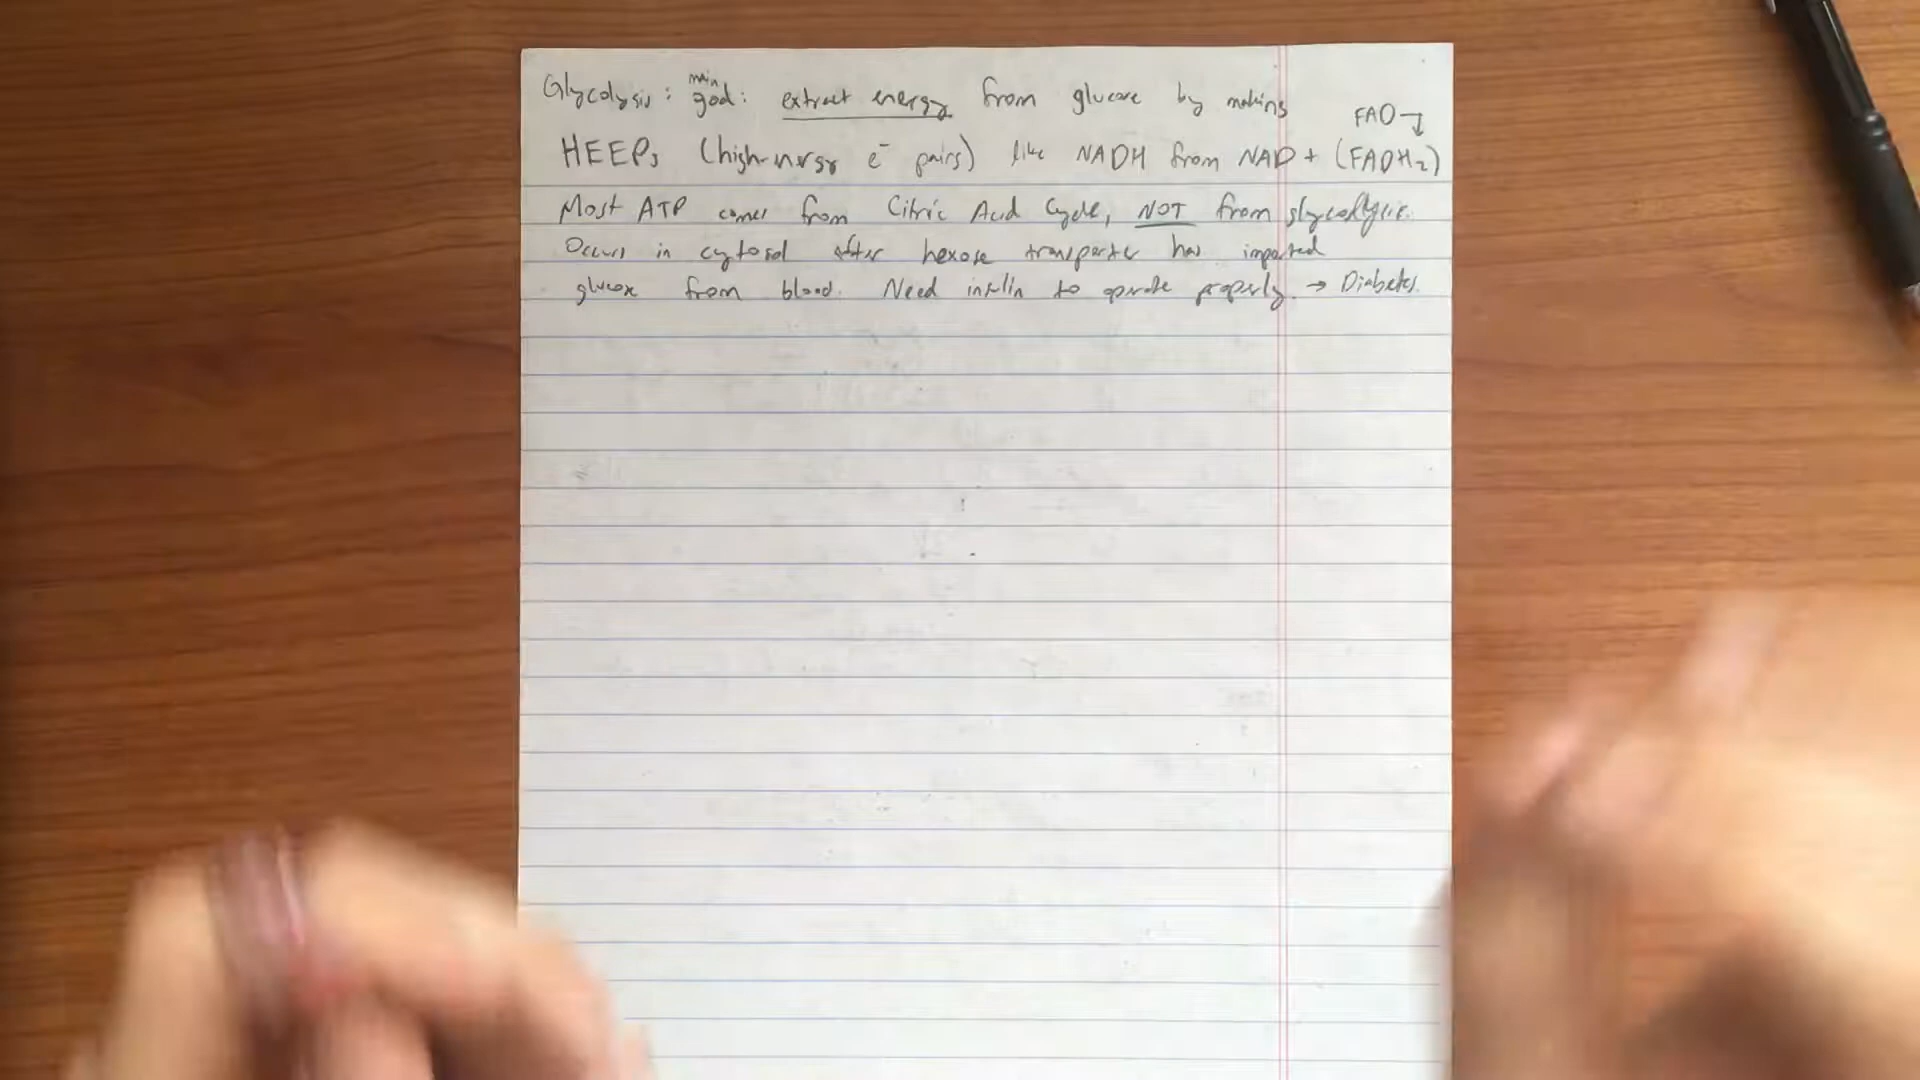 Glycolysis: main goal: extract energy from glucose by making
FAD →
HEEPs (high-energy e⁻ pairs) like NADH from NAD+ (FADH₂)
Most ATP comes from Citric Acid Cycle, NOT from
Occurs in cytosol after hexose transporter has imported
glucose from blood. Need insulin to operate properly. → Diabetes.